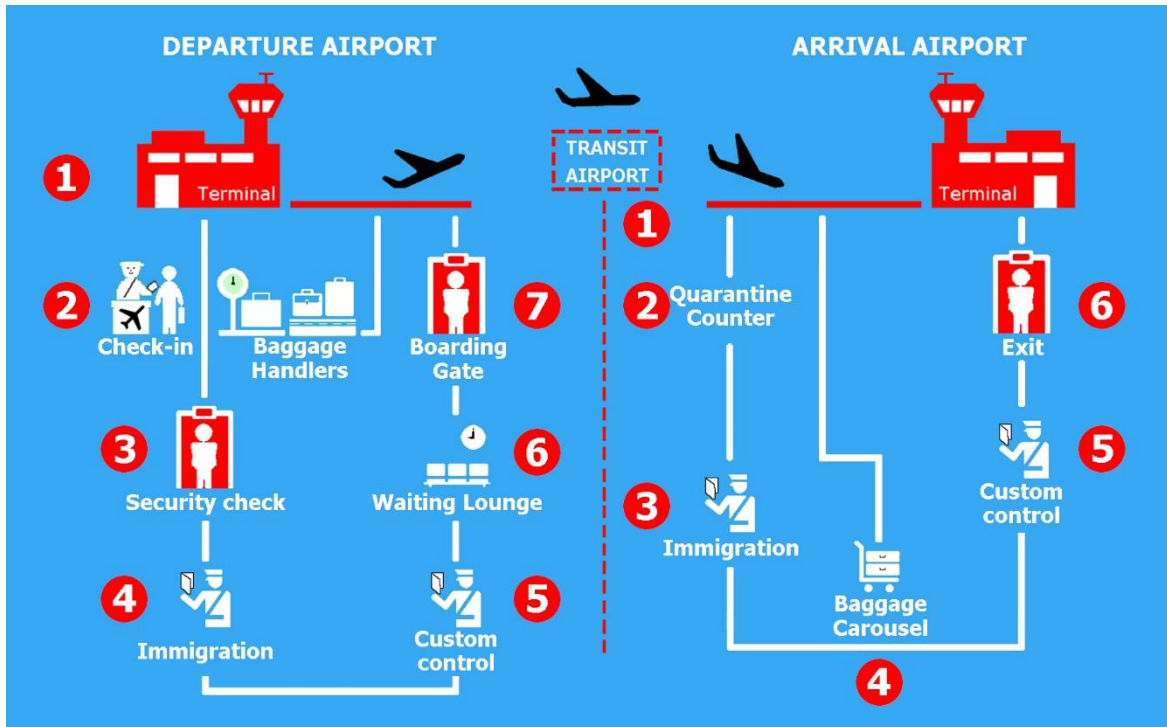 DEPARTURE AIRPORT
1
Terminal
2
Check-in
Baggage
Handlers
3
Security check
4
Immigration
5
Custom
control
6
Waiting Lounge
7
Boarding
Gate
TRANSIT
AIRPORT
ARRIVAL AIRPORT
Terminal
1
2
Quarantine
Counter
3
Immigration
Baggage
Carousel
4
5
Custom
control
6
Exit